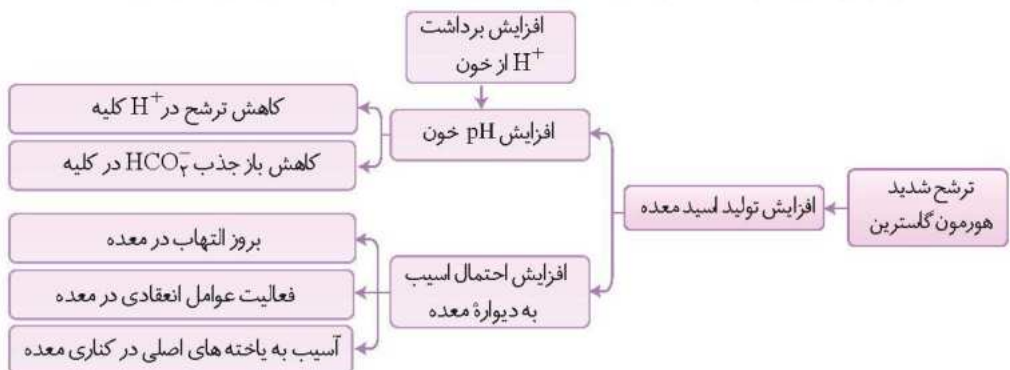 ترشح شدید
هورمون گاسترین
افزایش تولید اسید معده
افزایش برداشت
H⁺ از خون
افزایش pH خون
کاهش ترشح در H⁺ کلیه
کاهش باز جذب HCO₃⁻ در کلیه
افزایش احتمال اسیب
به دیوارهٔ معده
بروز التهاب در معده
فعالیت عوامل انعقادی در معده
آسیب به یاخته های اصلی در کناری معده